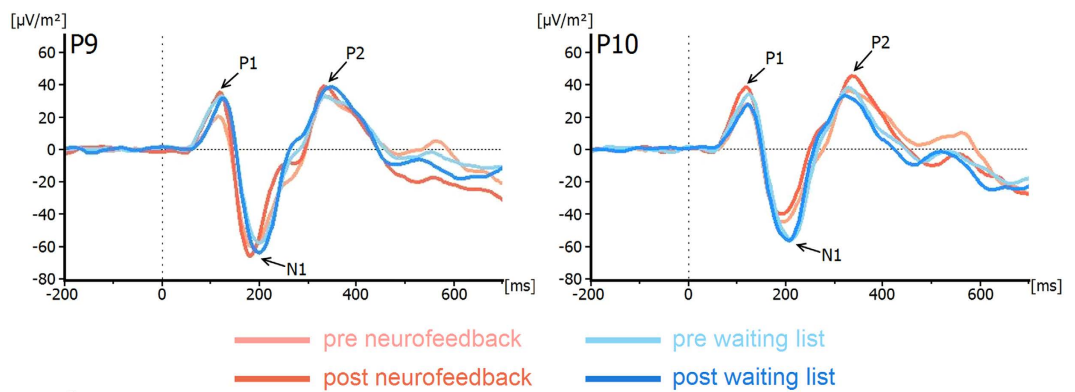 [µV/m²]
P9
60
40
20
0
-20
-40
-60
-80
P1
P2
N1
-200
0
200
400
600
[ms]
[µV/m²]
P10
60
40
20
0
-20
-40
-60
-80
P1
P2
N1
-200
0
200
400
600
[ms]
pre neurofeedback
pre waiting list
post neurofeedback
post waiting list